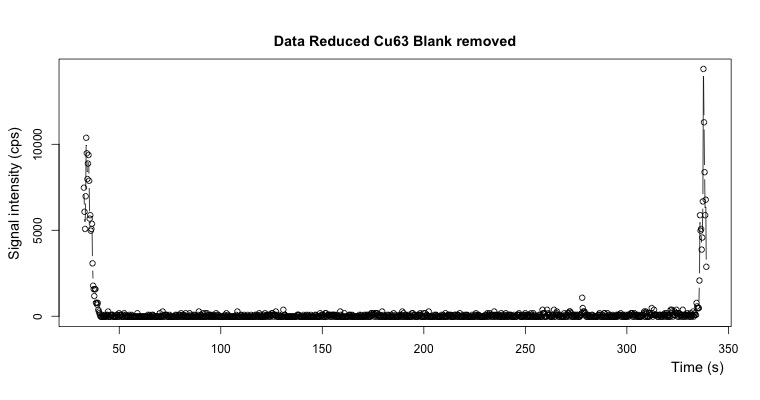 Data Reduced Cu63 Blank removed
Signal intensity (cps)
10000
5000
0
50 100 150 200 250 300 350
Time (s)